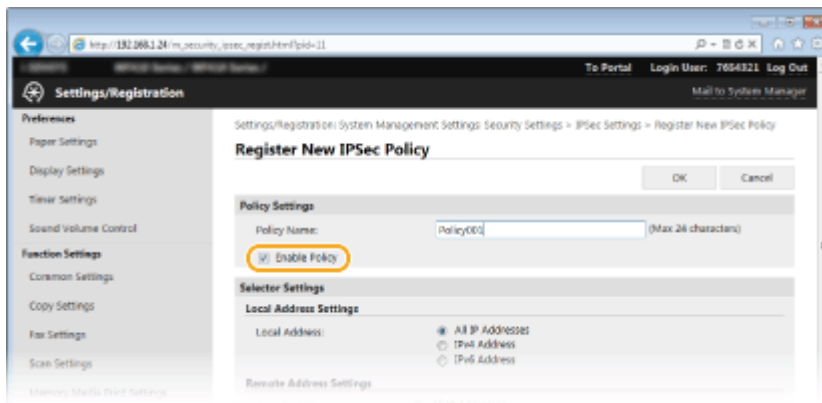 http://192.168.1.24/m_security_ipsec_regist.html?pid=11
To Portal Login User: 7654321 Log Out
Settings/Registration
Mail to System Manager
Preferences
Paper Settings
Display Settings
Timer Settings
Sound Volume Control
Function Settings
Common Settings
Copy Settings
Fax Settings
Scan Settings
Memory Media Print Settings
Settings/Registration: System Management Settings: Security Settings > IPSec Settings > Register New IPSec Policy
Register New IPSec Policy
OK Cancel
Policy Settings
Policy Name: Policy001 (Max 24 characters)
Enable Policy
Selector Settings
Local Address Settings
Local Address: All IP Addresses
IPv4 Address
IPv6 Address
Remote Address Settings